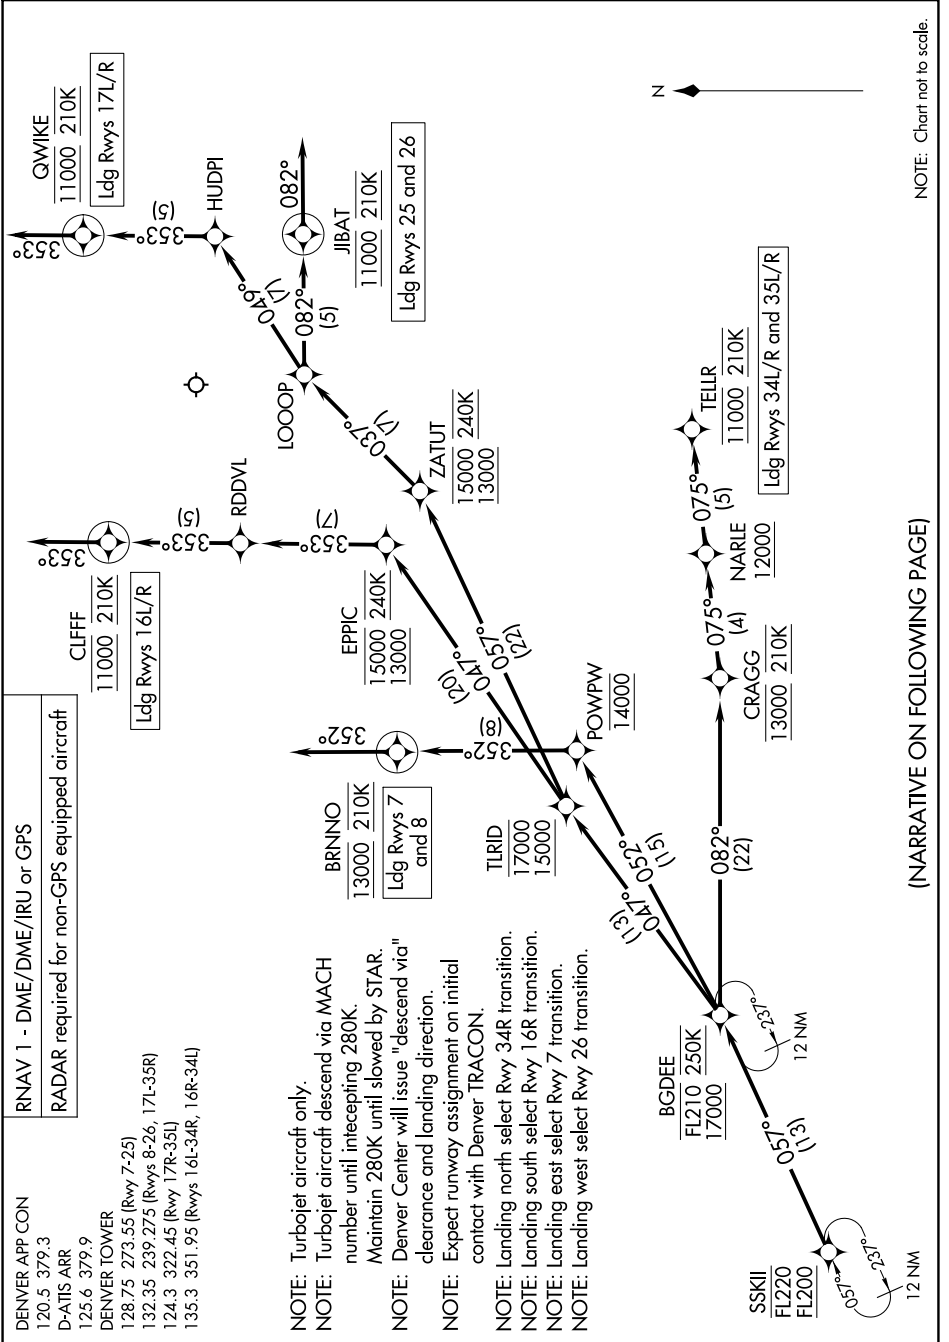 DENVER APP CON
120.5 379.3
D-ATIS ARR
125.6 379.9
DENVER TOWER
128.75 273.55 (Rwy 7-25)
132.35 239.275 (Rwys 8-26, 17L-35R)
124.3 322.45 (Rwy 17R-35L)
135.3 351.95 (Rwys 16L-34R, 16R-34L)
RNAV 1 - DME/DME/IRU or GPS
RADAR required for non-GPS equipped aircraft
NOTE: Turbojet aircraft only.
NOTE: Turbojet aircraft descend via MACH
number until intecepting 280K.
Maintain 280K until slowed by STAR.
NOTE: Denver Center will issue "descend via"
clearance and landing direction.
NOTE: Expect runway assignment on initial
contact with Denver TRACON.
NOTE: Landing north select Rwy 34R transition.
NOTE: Landing south select Rwy 16R transition.
NOTE: Landing east select Rwy 7 transition.
NOTE: Landing west select Rwy 26 transition.
SSKII
FL220
FL200
057°
237°
12 NM
057°
(13)
BGDEE
FL210 250K
17000
237°
12 NM
047°
(13)
052°
(15)
082°
(22)
TLRID
17000
15000
POWPW
14000
352°
(8)
BRNNO
13000 210K
Ldg Rwys 7
and 8
352°
047°
(20)
057°
(22)
EPPIC
15000 240K
13000
353°
(7)
RDDVL
353°
(5)
CLFFF
11000 210K
Ldg Rwys 16L/R
353°
ZATUT
15000 240K
13000
037°
(7)
LOOOP
049°
(7)
HUDPI
353°
(5)
QWIKE
11000 210K
Ldg Rwys 17L/R
353°
082°
(5)
JIBAT
11000 210K
Ldg Rwys 25 and 26
082°
CRAGG
13000 210K
075°
(4)
NARLE
12000
075°
(5)
TELLR
11000 210K
Ldg Rwys 34L/R and 35L/R
N
NOTE: Chart not to scale.
(NARRATIVE ON FOLLOWING PAGE)